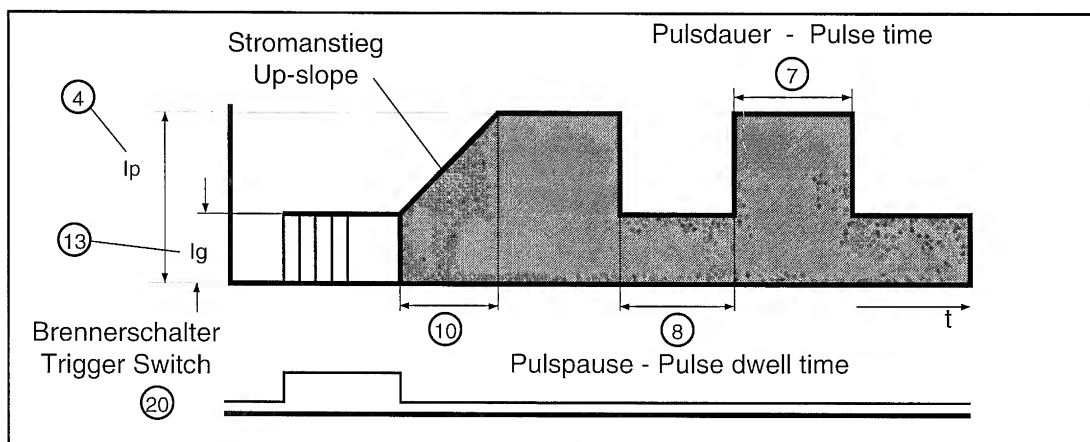 Stromanstieg
Up-slope
Pulsdauer - Pulse time
7
4
Ip
13
Ig
10
8
t
Brennerschalter
Trigger Switch
20
Pulspause - Pulse dwell time